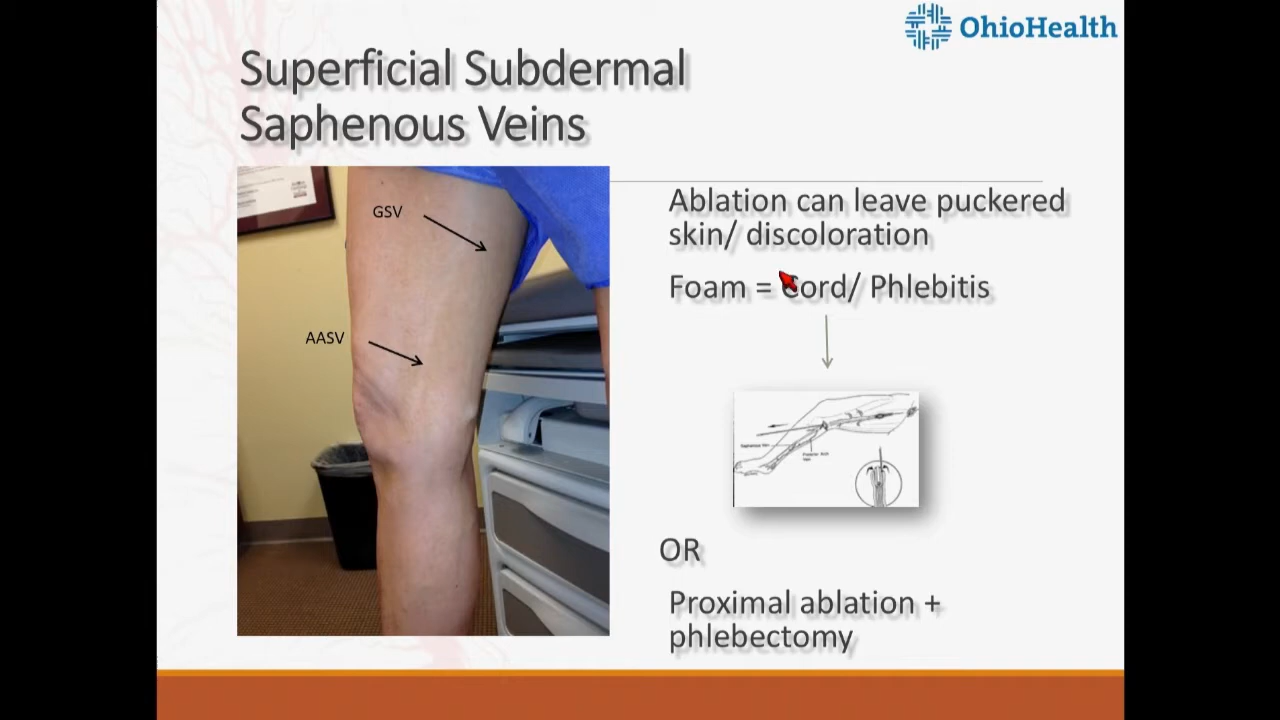 OhioHealth
Superficial Subdermal
Saphenous Veins
GSV
AASV
Ablation can leave puckered
skin/ discoloration
Foam = Cord/ Phlebitis
OR
Proximal ablation +
phlebectomy